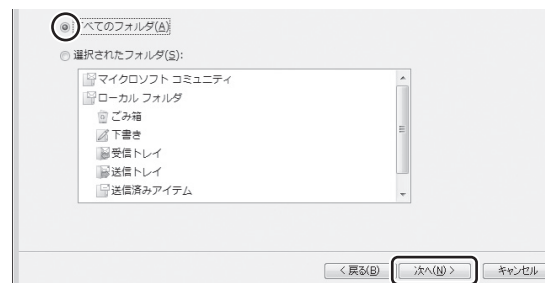 すべてのフォルダ(A)
選択されたフォルダ(S):
マイクロソフト コミュニティ
ローカル フォルダ
ごみ箱
下書き
受信トレイ
送信トレイ
送信済みアイテム
< 戻る(B) 次へ(N) > キャンセル